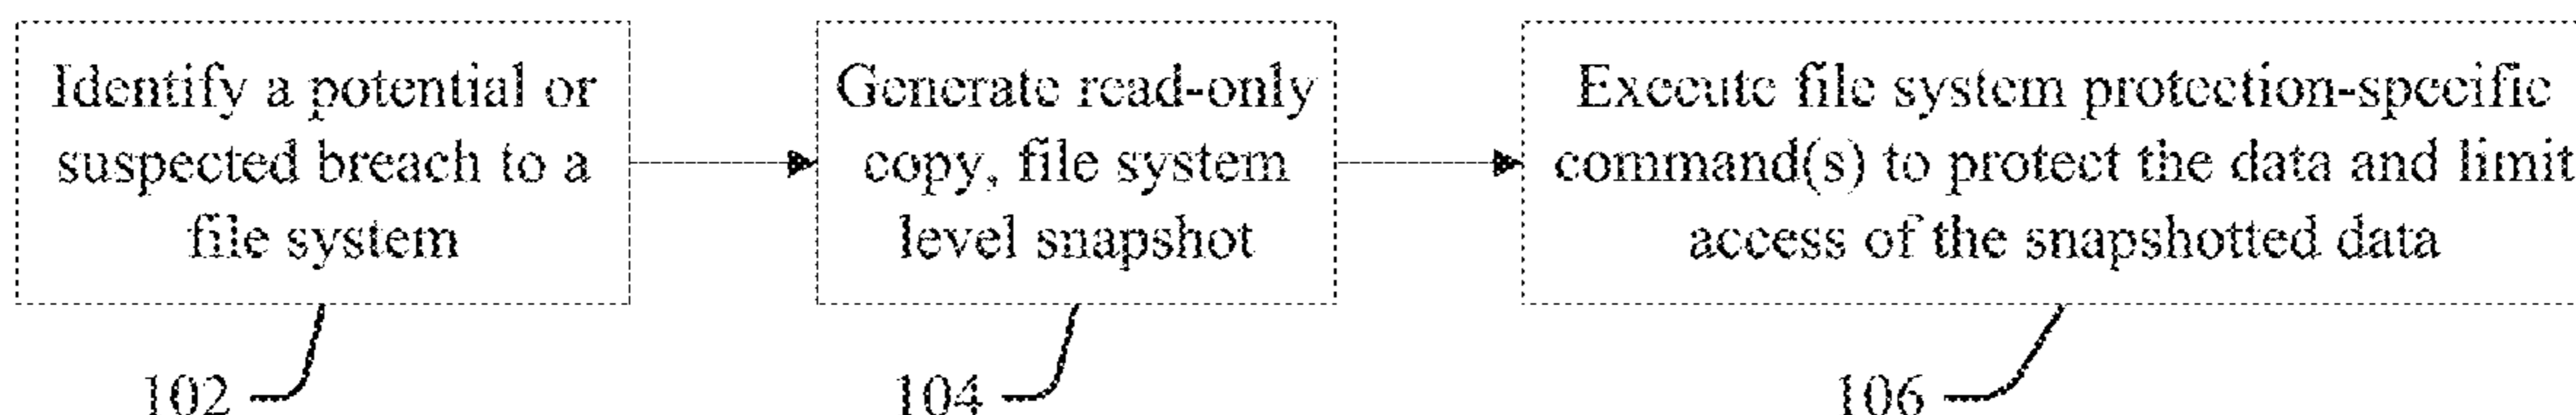 Identify a potential or
suspected breach to a
file system
Generate read-only
copy, file system
level snapshot
Execute file system protection-specific
command(s) to protect the data and limit
access of the snapshotted data
102
104
106